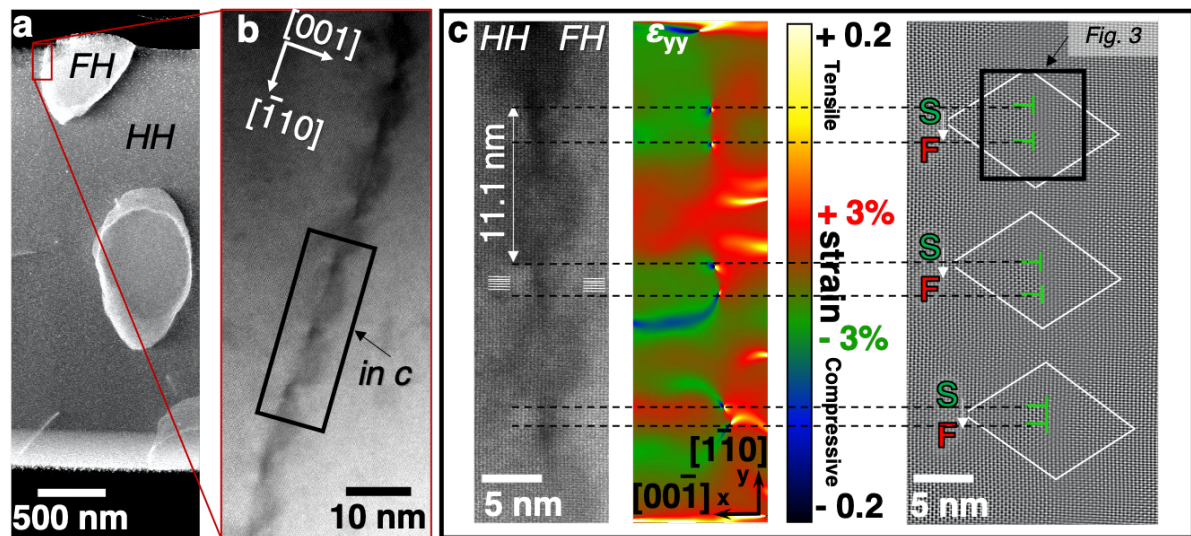 a
FH
HH
500 nm
b
[001]
[1̄10]
in c
10 nm
c
HH FH
11.1 nm
5 nm
εyy
[11̄0]
y
[001̄] x
+ 0.2
Tensile
+ 3%
strain
- 3%
Compressive
- 0.2
Fig. 3
S
F
S
F
S
F
5 nm